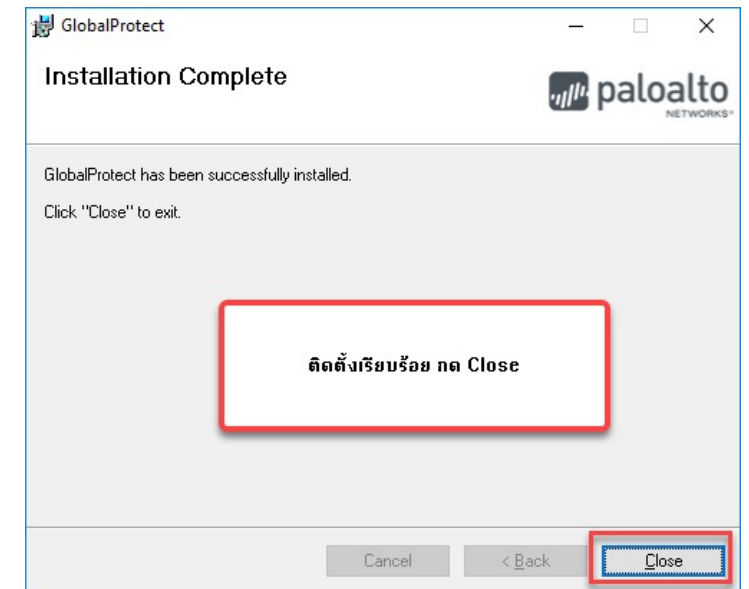 GlobalProtect
Installation Complete
paloalto
NETWORKS®
GlobalProtect has been successfully installed.
Click "Close" to exit.
ติดตั้งเรียบร้อย กด Close
Cancel
< Back
Close